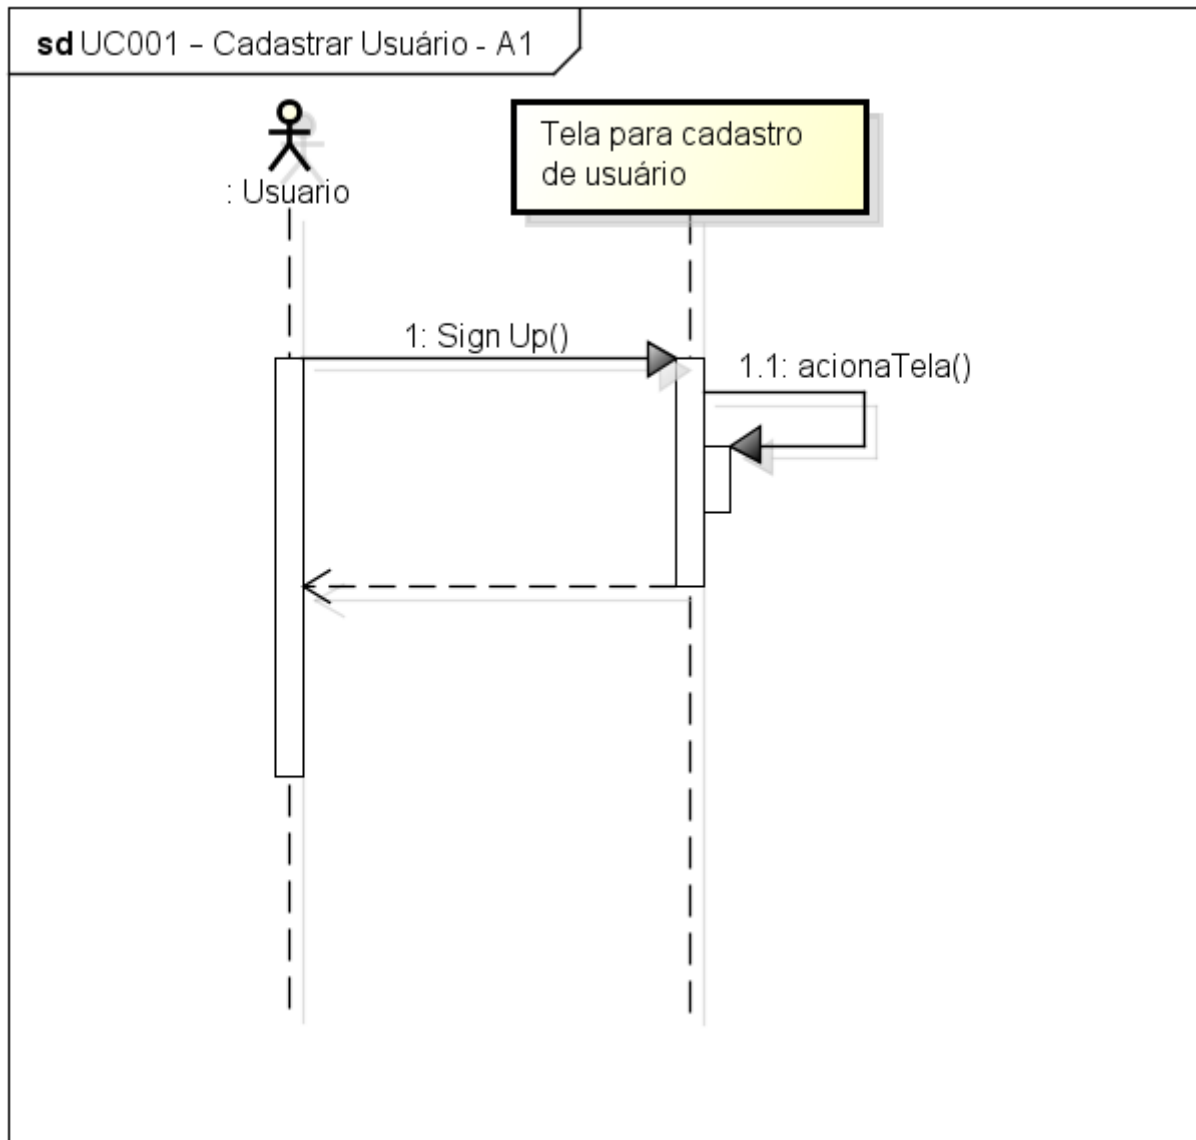 sd UC001 – Cadastrar Usuário - A1
: Usuario
Tela para cadastro
de usuário
1: Sign Up()
1.1: acionaTela()